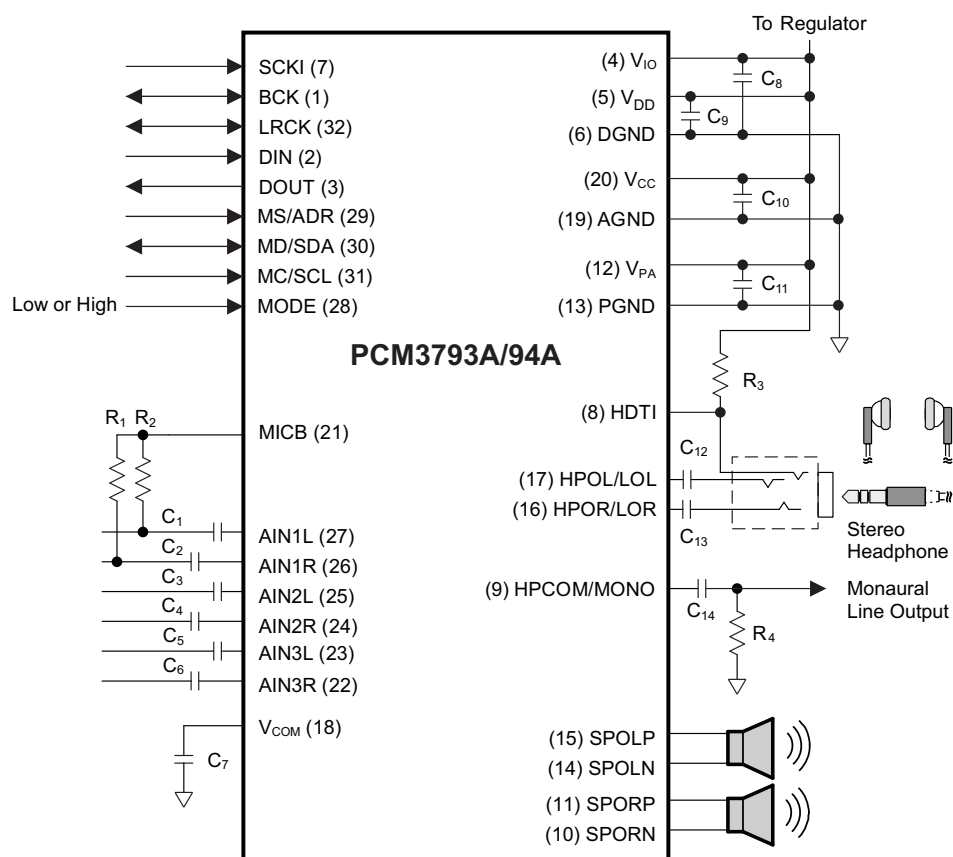 To Regulator
SCKI (7)
BCK (1)
LRCK (32)
DIN (2)
DOUT (3)
MS/ADR (29)
MD/SDA (30)
MC/SCL (31)
Low or High
MODE (28)
PCM3793A/94A
R1 R2
MICB (21)
C1
AIN1L (27)
C2
AIN1R (26)
C3
AIN2L (25)
C4
AIN2R (24)
C5
AIN3L (23)
C6
AIN3R (22)
VCOM (18)
C7
(4) VIO
C8
(5) VDD
C9
(6) DGND
(20) VCC
C10
(19) AGND
(12) VPA
C11
(13) PGND
R3
(8) HDTI
C12
(17) HPOL/LOL
(16) HPOR/LOR
C13
Stereo
Headphone
(9) HPCOM/MONO
C14
Monaural
Line Output
R4
(15) SPOLP
(14) SPOLN
(11) SPORP
(10) SPORN